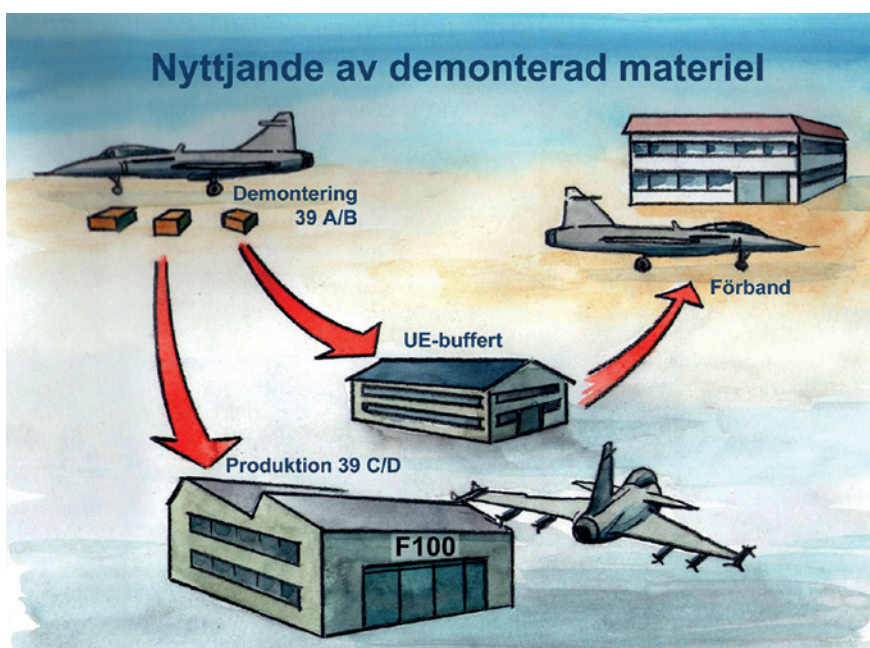 Nyttjande av demonterad materiel
Demontering
39 A/B
Förband
UE-buffert
Produktion 39 C/D
F100